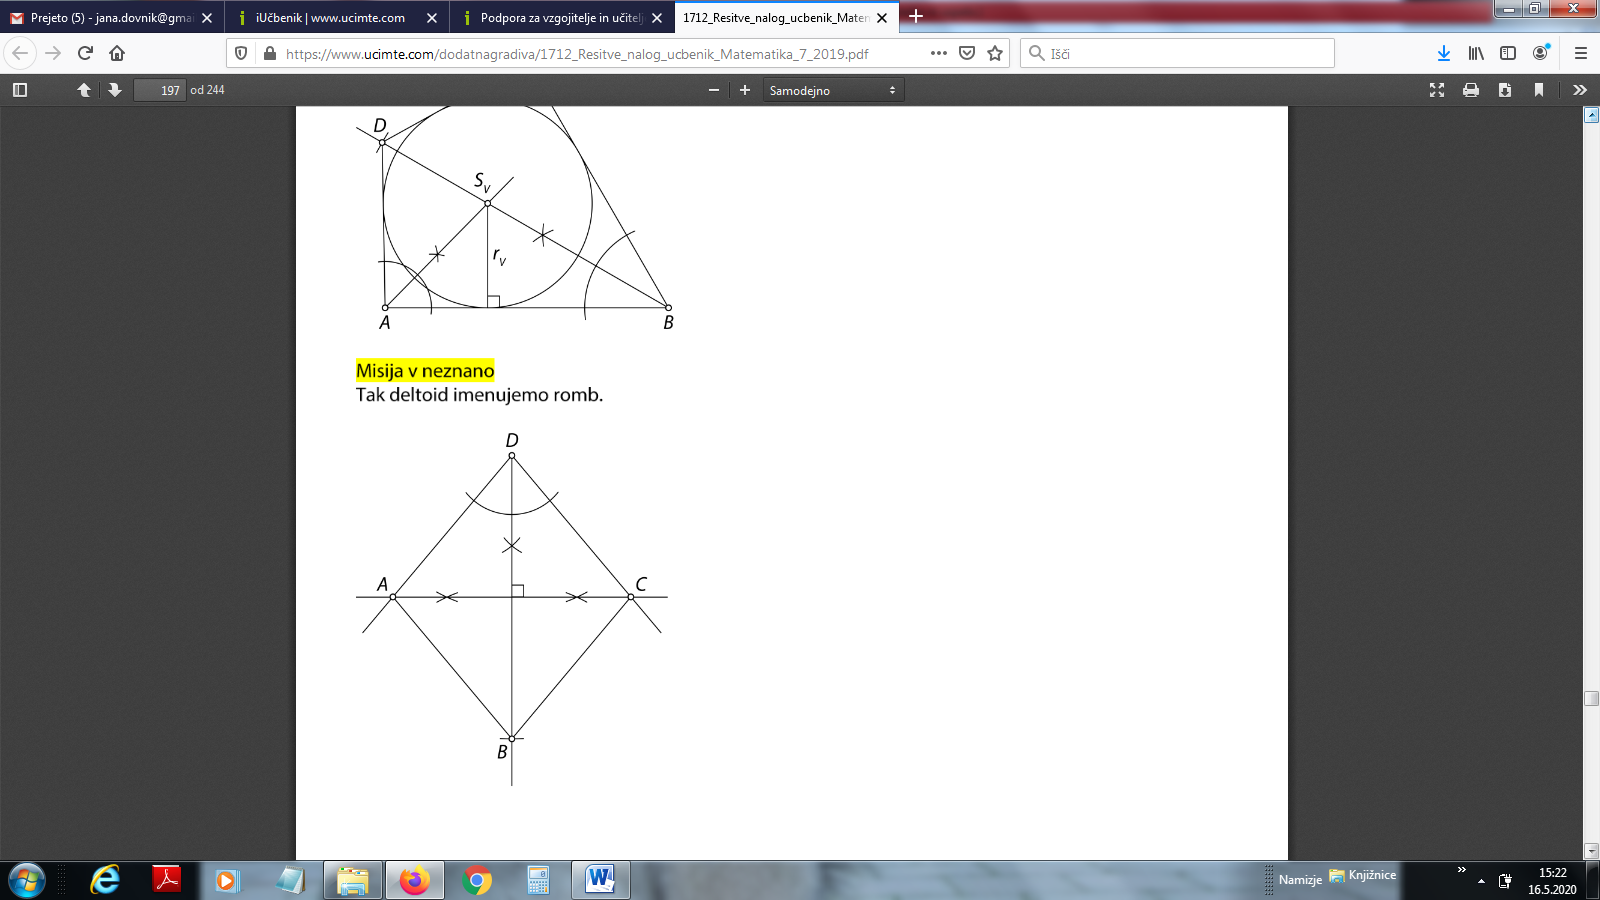 Prejeto (5) - jana.dovnik@gmai
iUčbenik | www.ucimte.com
Podpora za vzgojitelje in učitelj
1712_Resitve_nalog_ucbenik_Matem
https://www.ucimte.com/dodatnagradiva/1712_Resitve_nalog_ucbenik_Matematika_7_2019.pdf
Išči
197 od 244
Samodejno
D
Sv
rv
A
B
Misija v neznano
Tak deltoid imenujemo romb.
D
A
C
B
Namizje
Knjižnice
15:22
16.5.2020